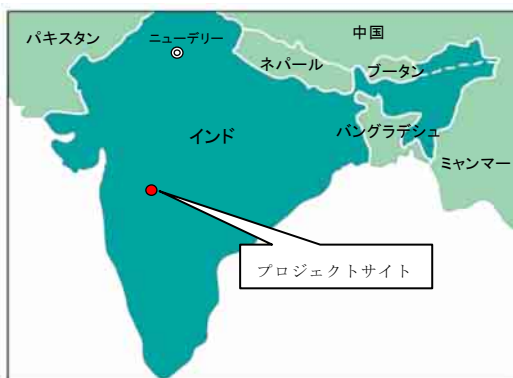 中国
パキスタン
ニューデリー
ネパール
ブータン
インド
バングラデシュ
ミャンマー
プロジェクトサイト